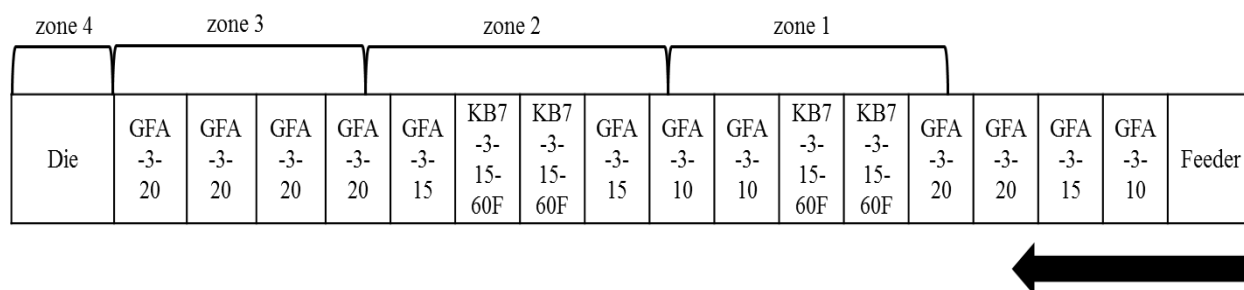 zone 4
zone 3
zone 2
zone 1
Die
GFA
-3-
20
GFA
-3-
20
GFA
-3-
20
GFA
-3-
20
GFA
-3-
15
KB7
-3-
15-
60F
KB7
-3-
15-
60F
GFA
-3-
15
GFA
-3-
10
GFA
-3-
10
KB7
-3-
15-
60F
KB7
-3-
15-
60F
GFA
-3-
20
GFA
-3-
20
GFA
-3-
15
GFA
-3-
10
Feeder